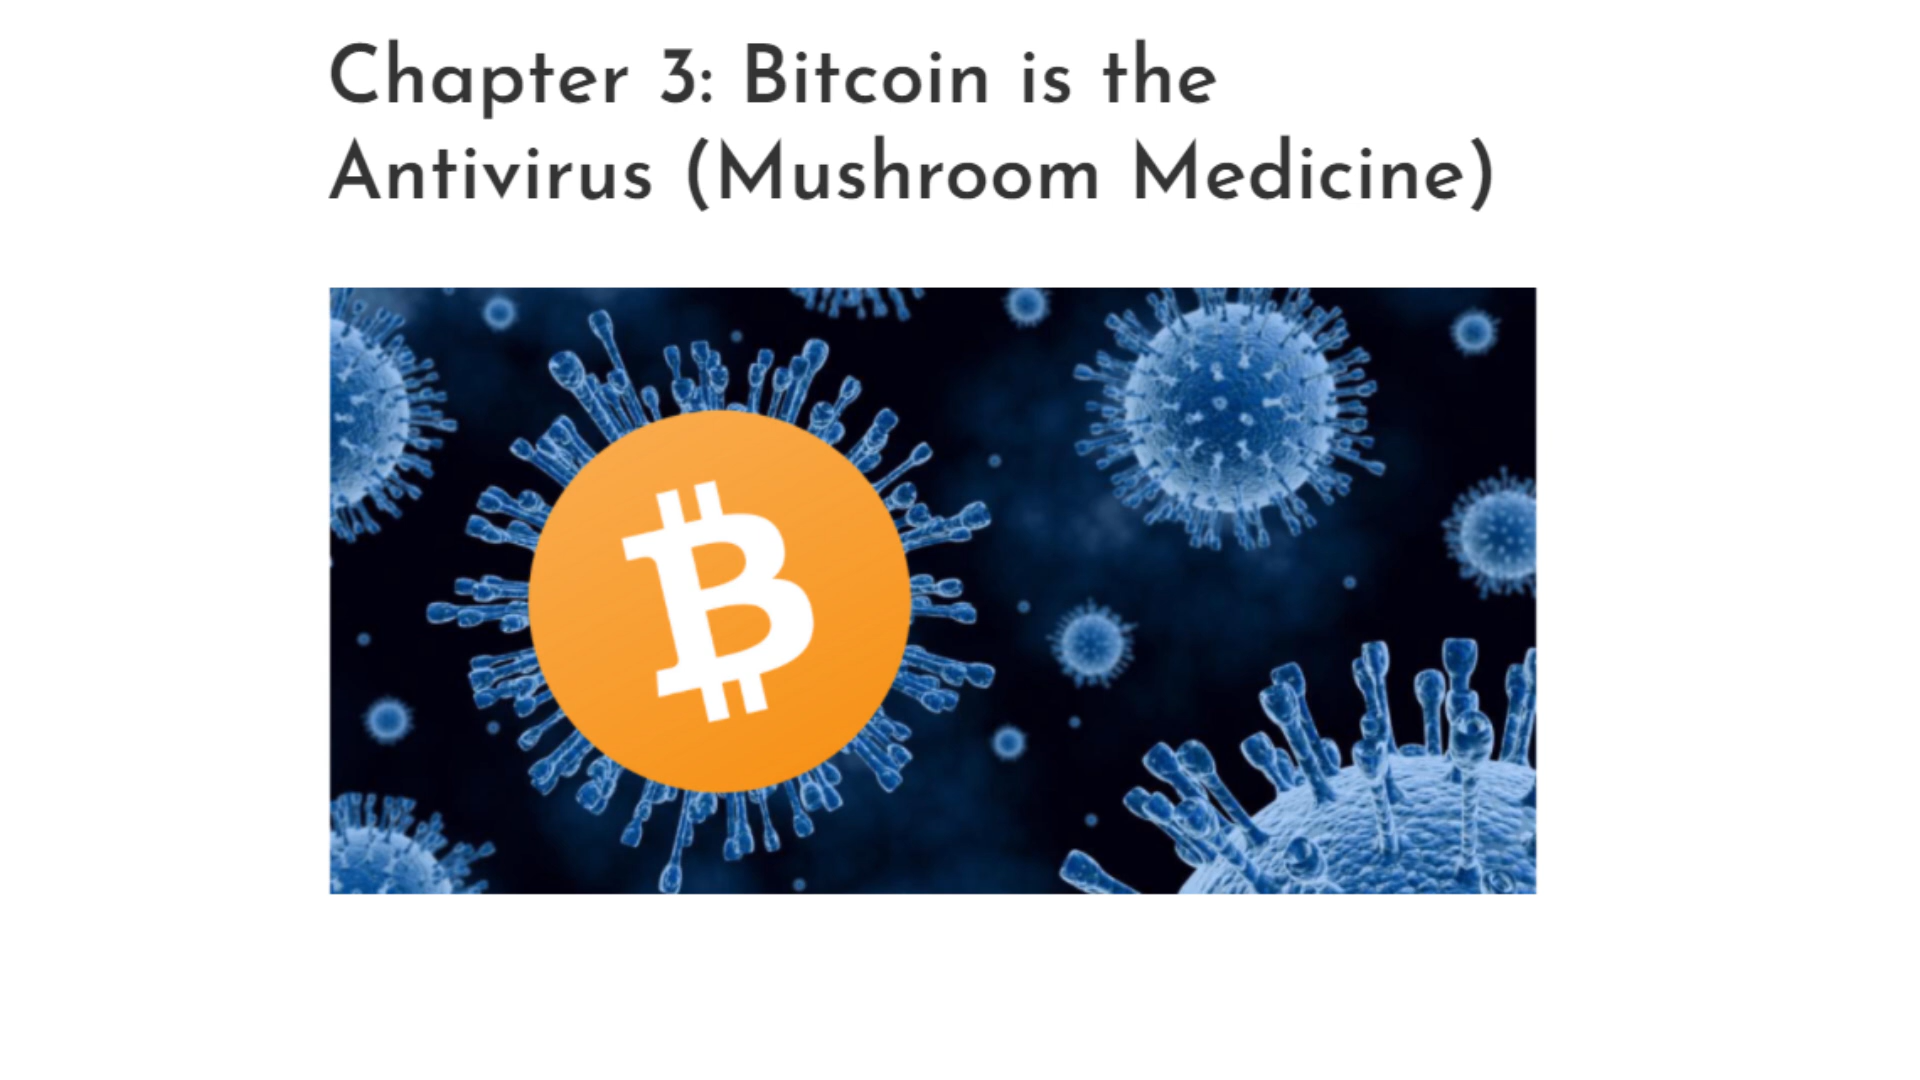 Chapter 3: Bitcoin is the
Antivirus (Mushroom Medicine)